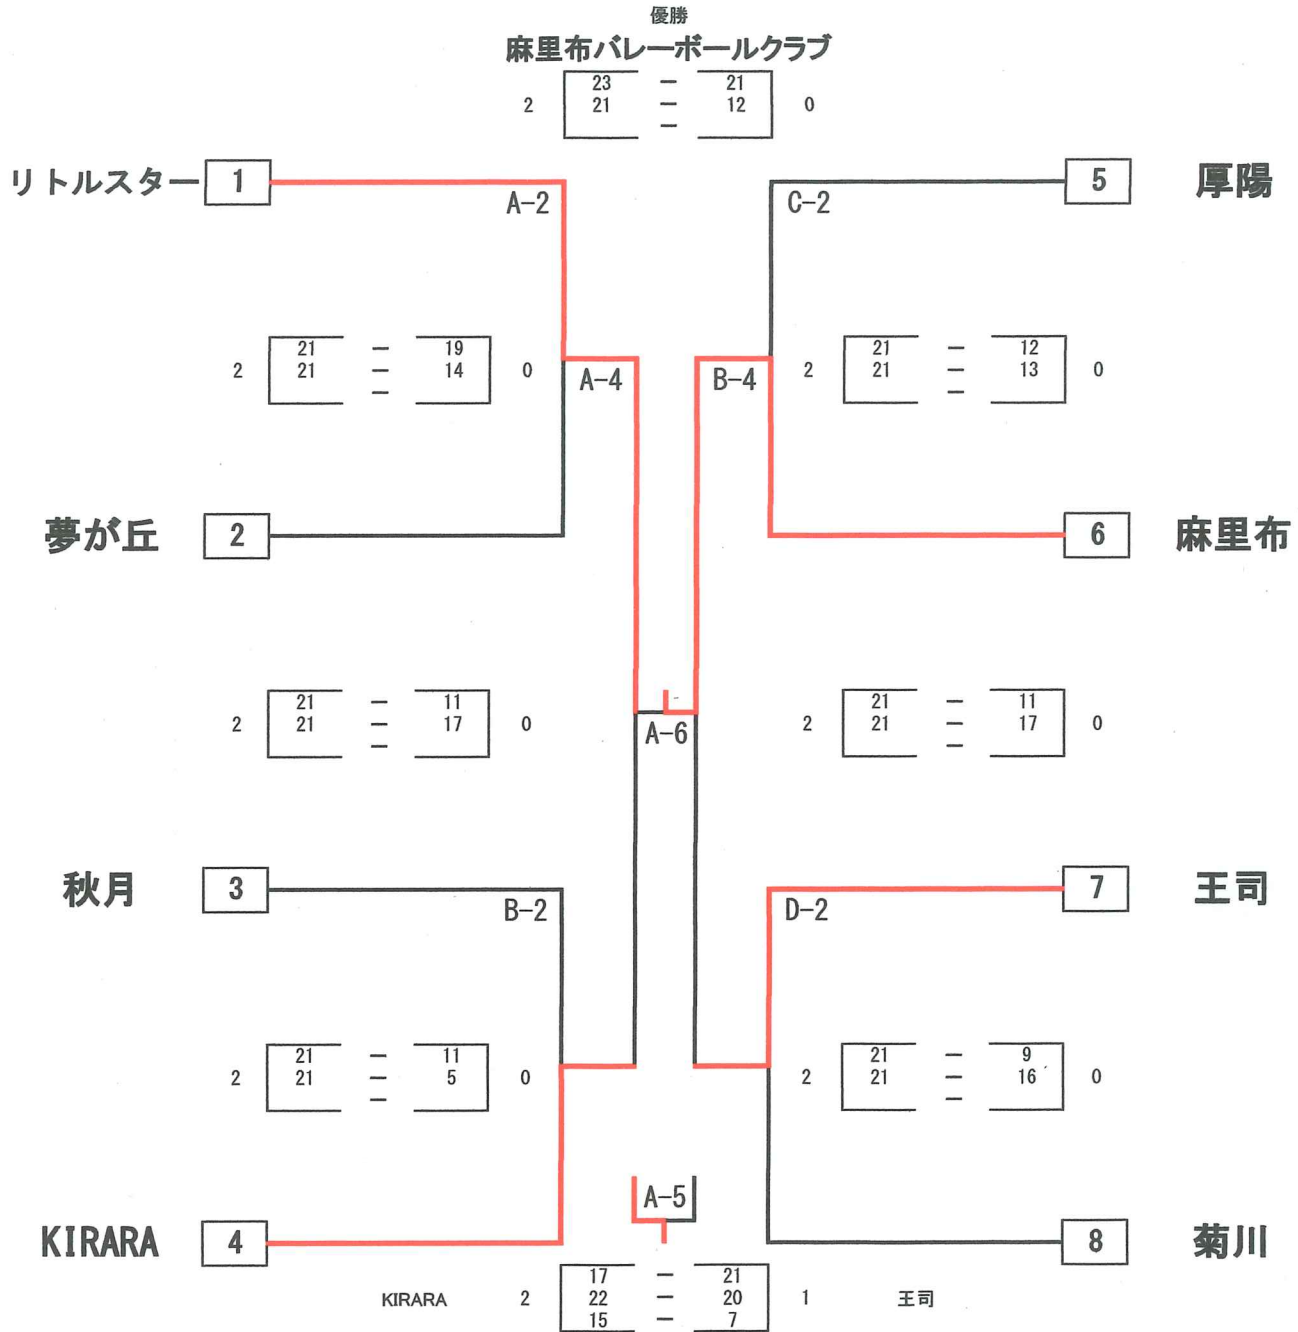 優勝
麻里布バレーボールクラブ
23 － 21
2 21 － 12 0
－
リトルスター 1 A-2 C-2 5 厚陽
21 － 19 21 － 12
2 21 － 14 0 A-4 B-4 2 21 － 13 0
－ －
夢が丘 2 6 麻里布
21 － 11 21 － 11
2 21 － 17 0 A-6 2 21 － 17 0
－ －
秋月 3 B-2 D-2 7 王司
21 － 11 21 － 9
2 21 － 5 0 2 21 － 16 0
－ －
A-5
KIRARA 4 8 菊川
17 － 21
KIRARA 2 22 － 20 1 王司
15 － 7